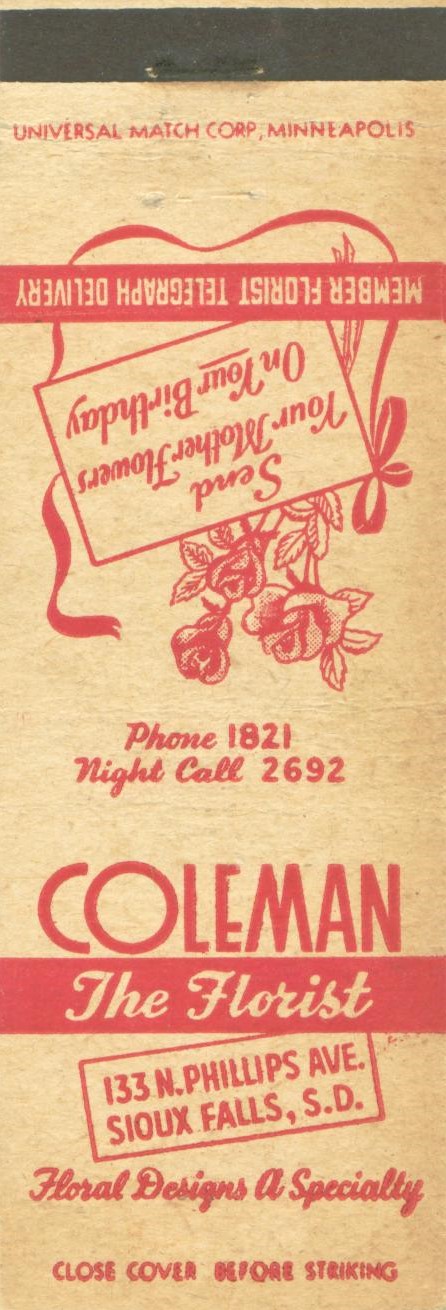 UNIVERSAL MATCH CORP., MINNEAPOLIS
MEMBER FLORIST TELEGRAPH DELIVERY
Send
Your Mother Flowers
On Your Birthday
Phone 1821
Night Call 2692
COLEMAN
The Florist
133 N. PHILLIPS AVE.
SIOUX FALLS, S.D.
Floral Designs A Specialty
CLOSE COVER BEFORE STRIKING